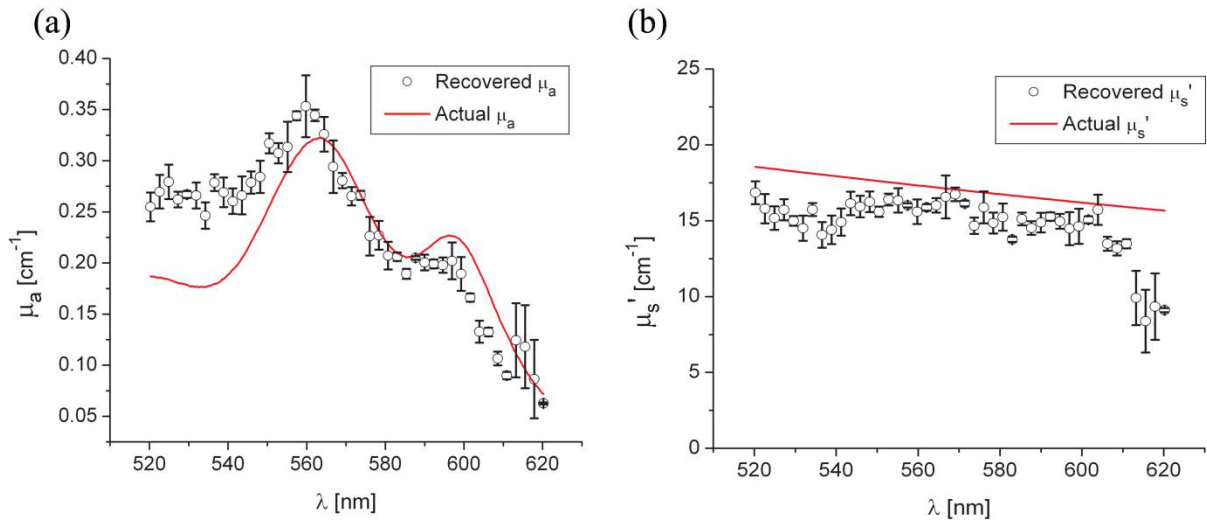 (a)
0.40
0.35
0.30
0.25
0.20
0.15
0.10
0.05
μa [cm-1]
Recovered μa
Actual μa
520 540 560 580 600 620
λ [nm]
(b)
25
20
15
10
5
0
μs' [cm-1]
Recovered μs'
Actual μs'
520 540 560 580 600 620
λ [nm]